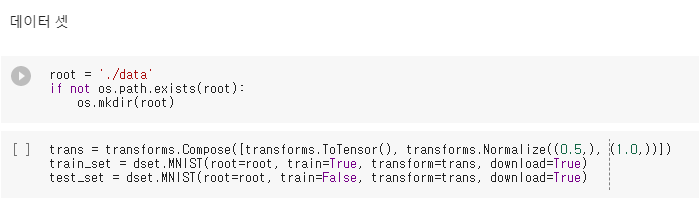 데이터 셋
root = './data'
if not os.path.exists(root):
    os.mkdir(root)
[ ] trans = transforms.Compose([transforms.ToTensor(), transforms.Normalize((0.5,), (1.0,))])
train_set = dset.MNIST(root=root, train=True, transform=trans, download=True)
test_set = dset.MNIST(root=root, train=False, transform=trans, download=True)